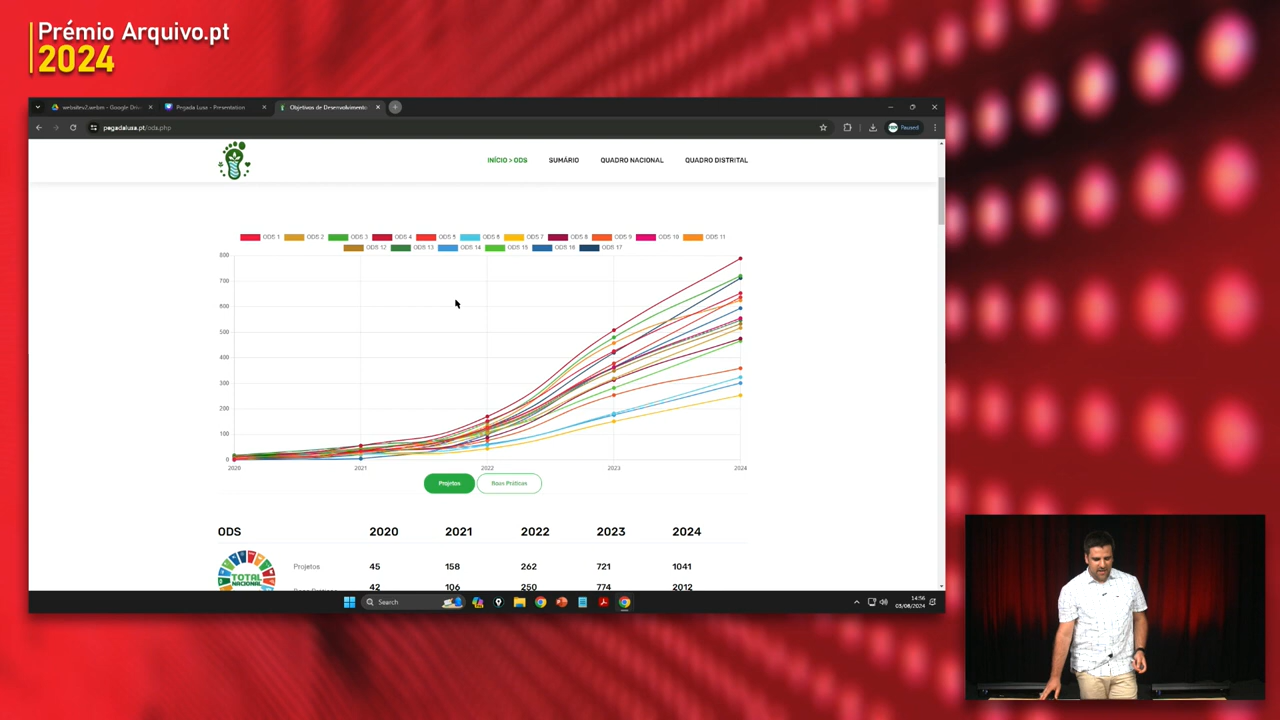 Prémio Arquivo.pt
2024
websitev2.webm - Google Driv
Pegada Lusa - Presentation
Objetivos de Desenvolvimento
pegadalusa.pt/ods.php
Paused
INÍCIO > ODS
SUMÁRIO
QUADRO NACIONAL
QUADRO DISTRITAL
ODS 1 ODS 2 ODS 3 ODS 4 ODS 5 ODS 6 ODS 7 ODS 8 ODS 9 ODS 10 ODS 11
ODS 12 ODS 13 ODS 14 ODS 15 ODS 16 ODS 17
800
700
600
500
400
300
200
100
0
2020 2021 2022 2023 2024
Projetos
Boas Práticas
ODS 2020 2021 2022 2023 2024
TOTAL
NACIONAL
Projetos 45 158 262 721 1041
Boas Práticas 42 106 250 774 2012
Search
14:56
03/06/2024